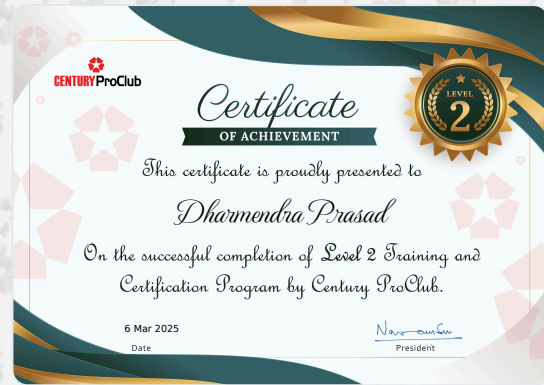 CENTURY ProClub
Certificate
OF ACHIEVEMENT
LEVEL
2
This certificate is proudly presented to
Dharmendra Prasad
On the successful completion of Level 2 Training and
Certification Program by Century ProClub.
6 Mar 2025
Date
President